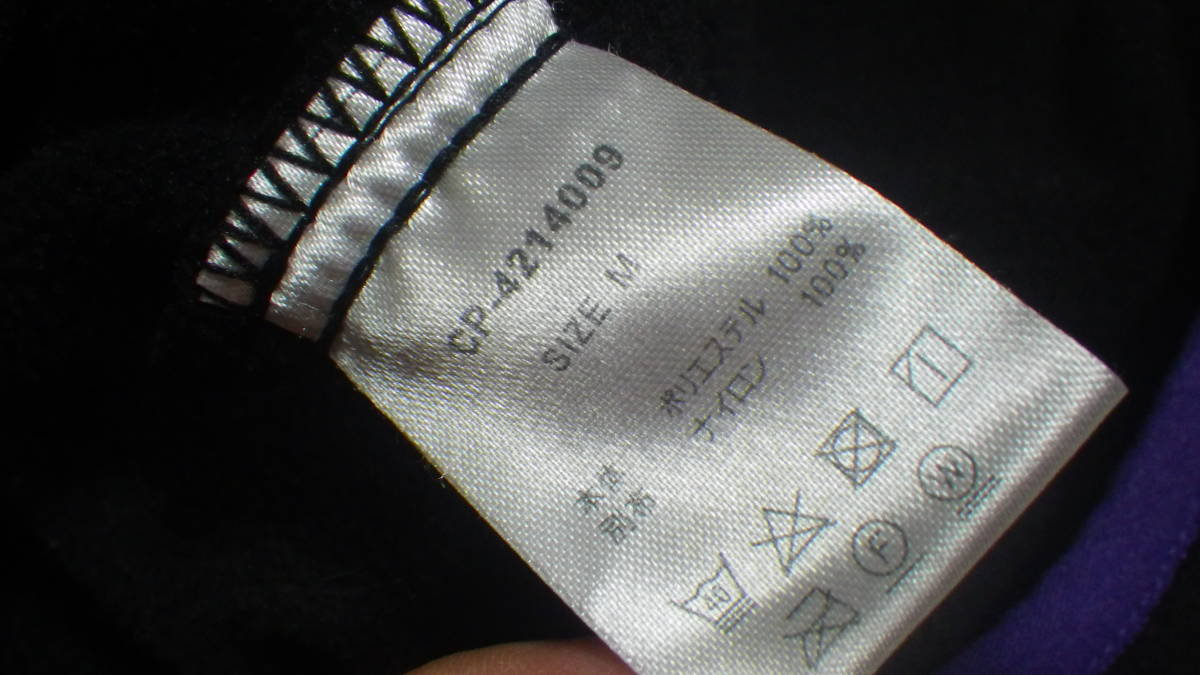 CP-4214009
SIZE M
本体 ポリエステル 100%
別布 ナイロン 100%
40
F
W